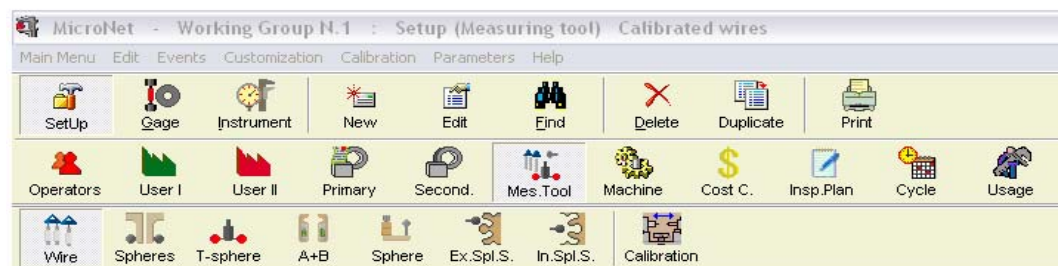 MicroNet - Working Group N.1 : Setup (Measuring tool) Calibrated wires
Main Menu Edit Events Customization Calibration Parameters Help
SetUp Gage Instrument New Edit Find Delete Duplicate Print
Operators User I User II Primary Second. Mes.Tool Machine Cost C. Insp.Plan Cycle Usage
Wire Spheres T-sphere A+B Sphere Ex.Spl.S. In.Spl.S. Calibration